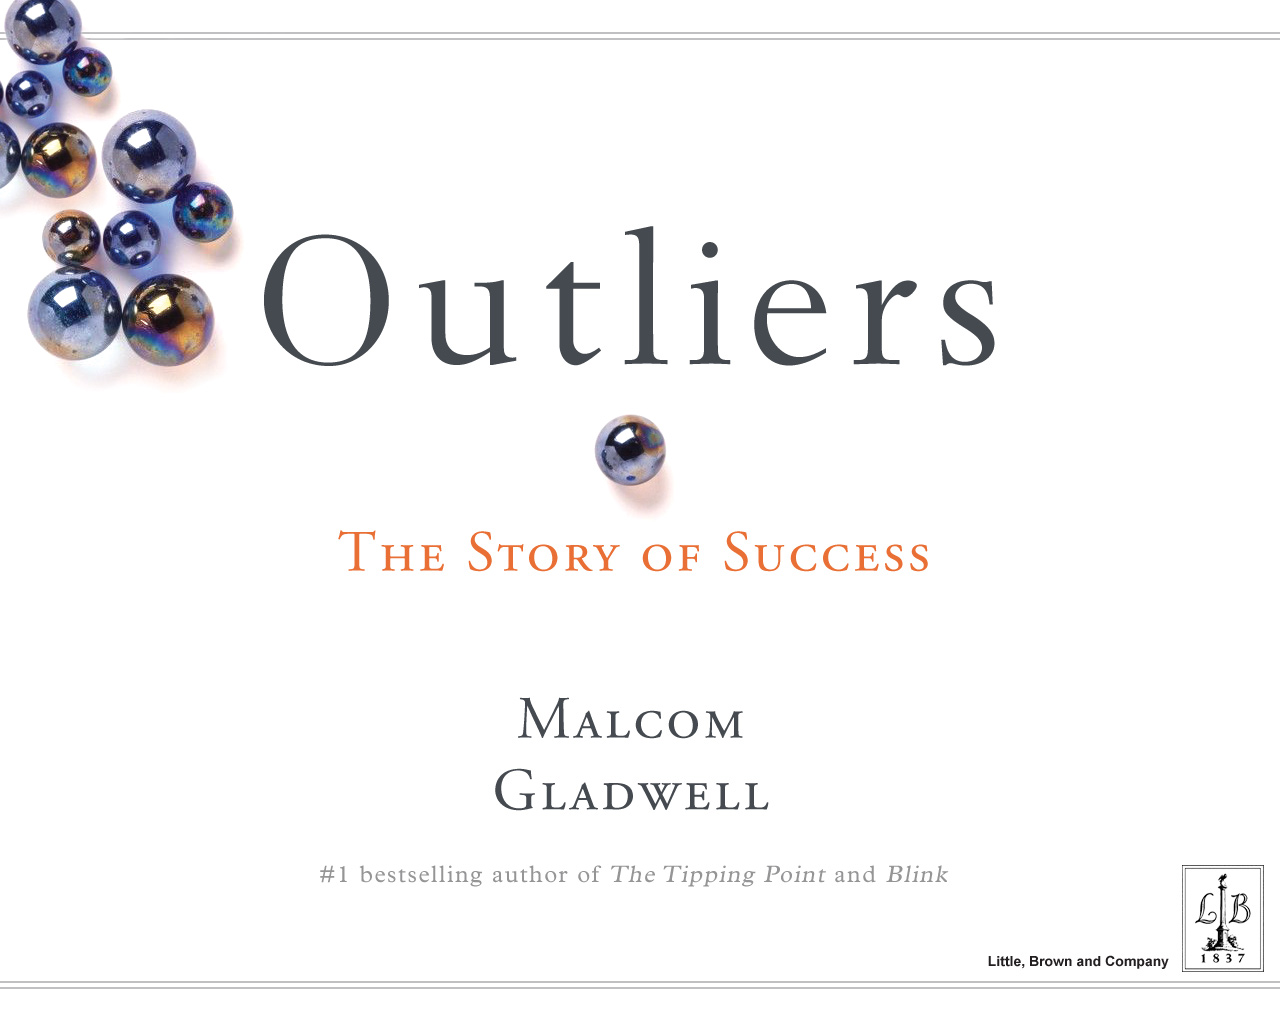 Outliers
The Story of Success
Malcom
Gladwell
#1 bestselling author of The Tipping Point and Blink
L B
1837
Little, Brown and Company